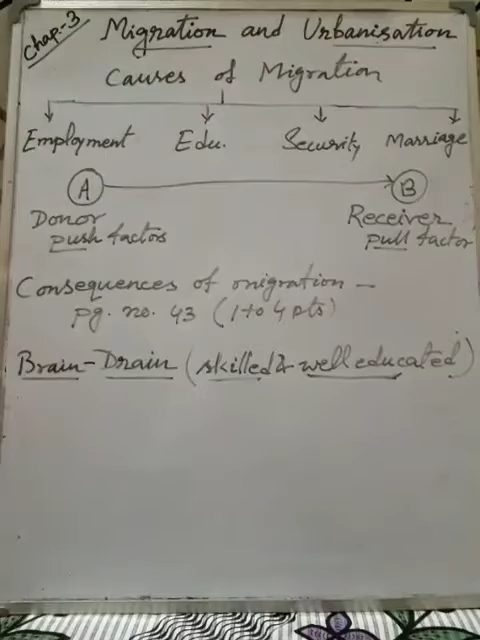 Chap.-3
Migration and Urbanisation
Causes of Migration
Employment Edu. Security Marriage
A B
Donor Receiver
push factors pull factor
Consequences of migration -
pg. no. 43 (1 to 4 pts)
Brain-Drain (skilled & well educated)